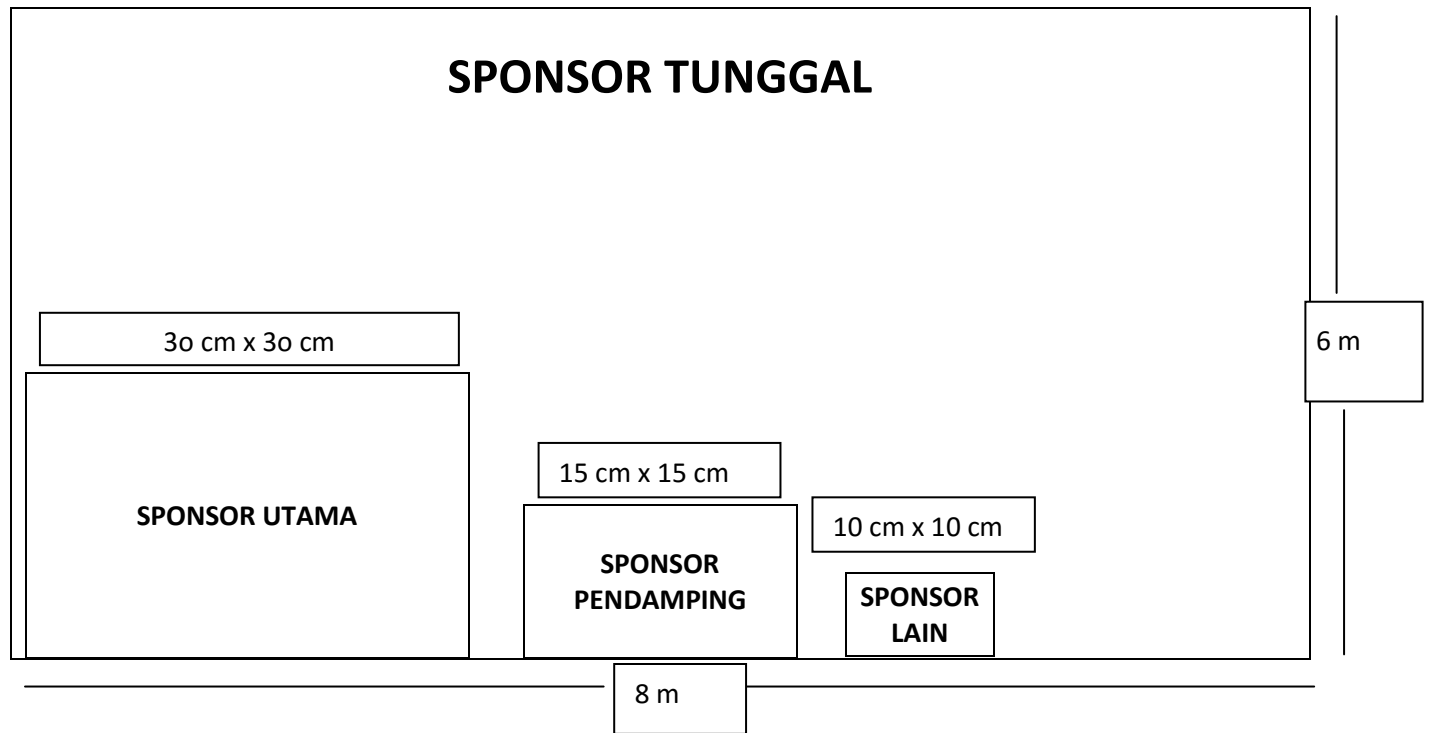 SPONSOR TUNGGAL
3o cm x 3o cm
6 m
15 cm x 15 cm
SPONSOR UTAMA
10 cm x 10 cm
SPONSOR
PENDAMPING
SPONSOR
LAIN
8 m